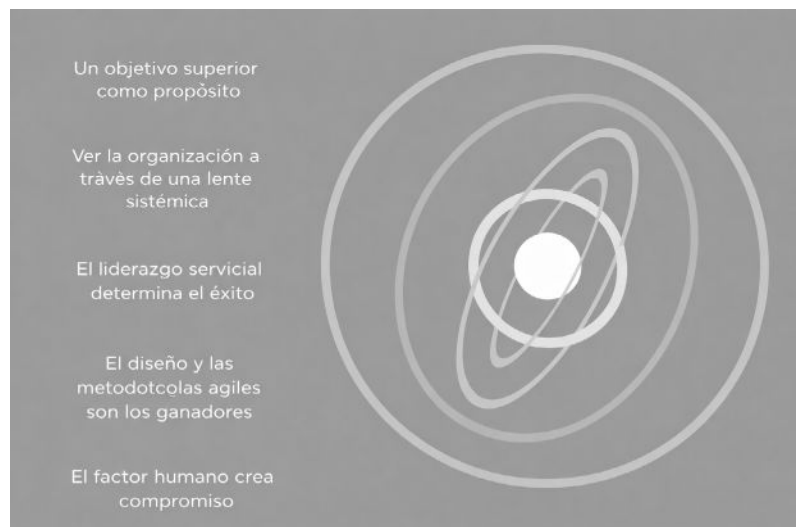 Un objetivo superior
como propòsito
Ver la organización a
tràvès de una lente
sistémica
El liderazgo servicial
determina el éxito
El diseño y las
metodotcolas agiles
son los ganadores
El factor humano crea
compromiso